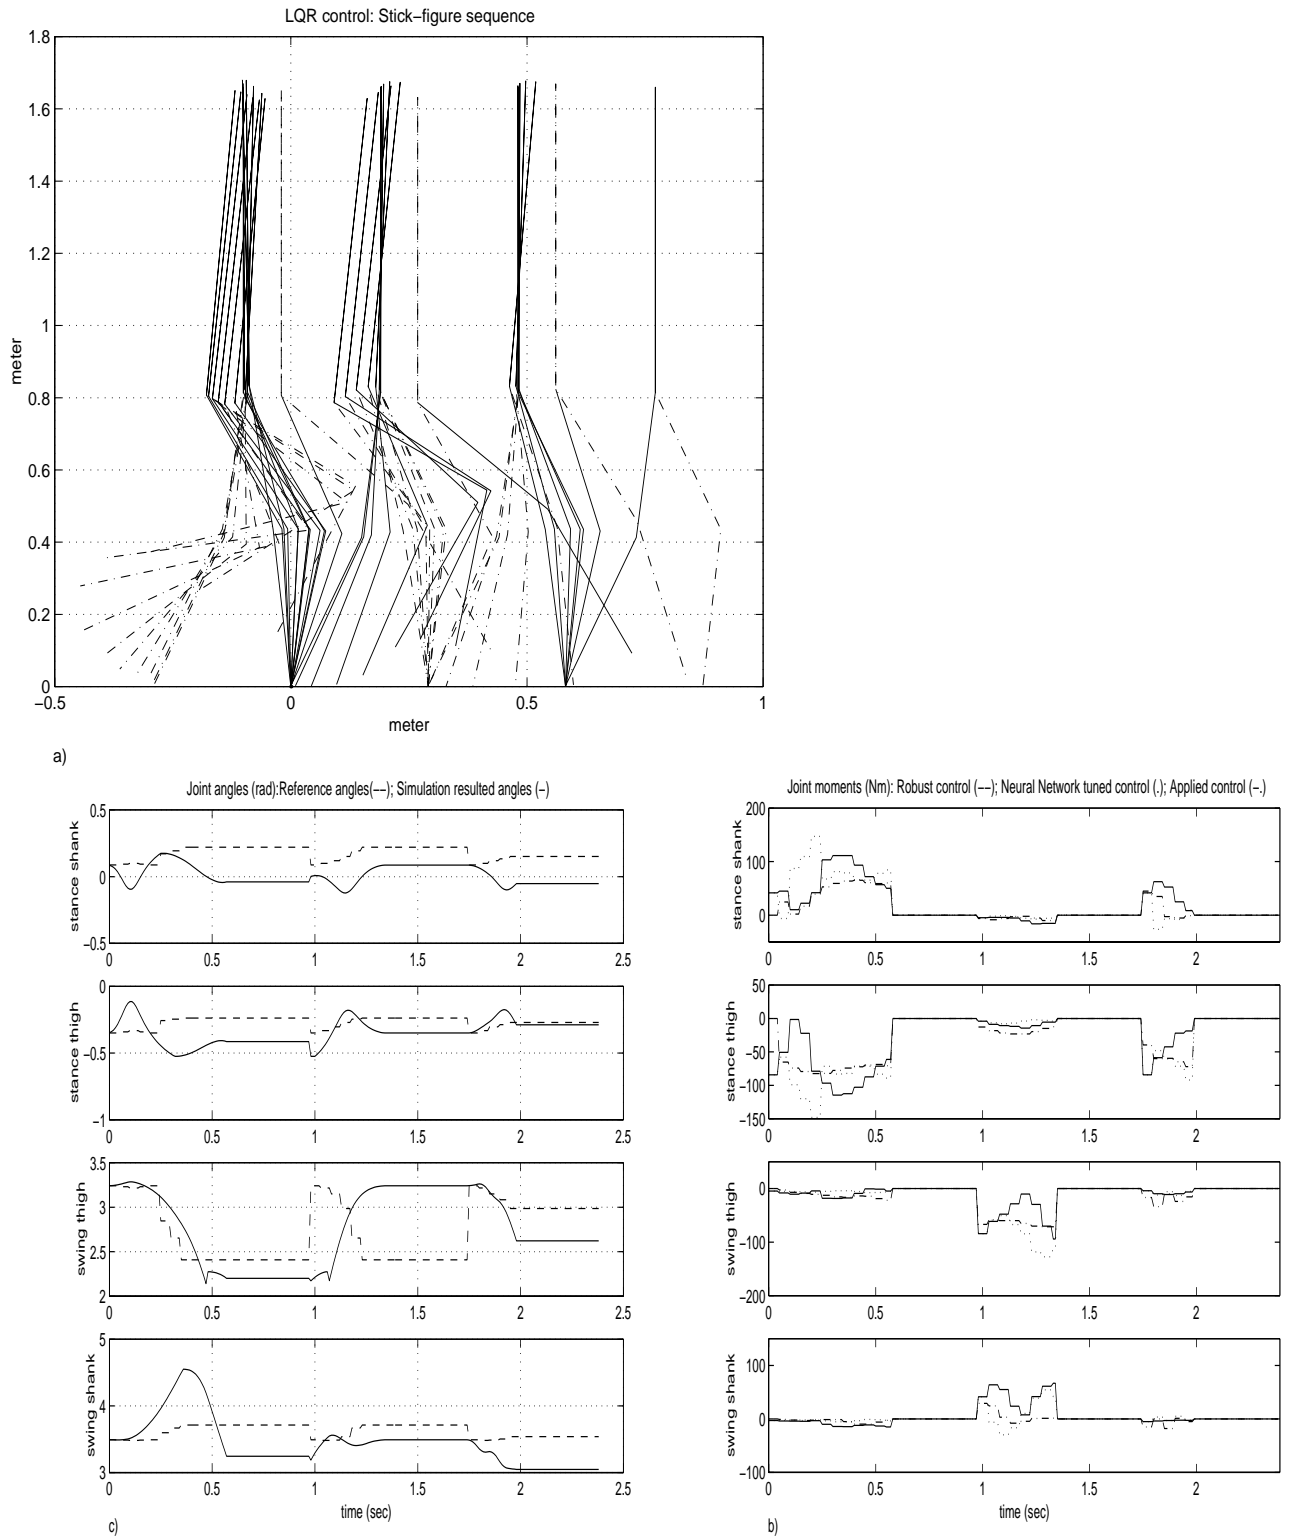 LQR control: Stick−figure sequence
1.8
1.6
1.4
1.2
1
0.8
0.6
0.4
0.2
0
meter
−0.5 0 0.5 1
meter
a)
Joint angles (rad):Reference angles(−−); Simulation resulted angles (−)
0.5
0
−0.5
stance shank
0 0.5 1 1.5 2 2.5
0
−0.5
−1
stance thigh
0 0.5 1 1.5 2 2.5
3.5
3
2.5
2
swing thigh
0 0.5 1 1.5 2 2.5
5
4
3
swing shank
0 0.5 1 1.5 2 2.5
time (sec)
c)
Joint moments (Nm): Robust control (−−); Neural Network tuned control (.); Applied control (−.)
200
100
0
stance shank
0 0.5 1 1.5 2
50
0
−50
−100
−150
stance thigh
0 0.5 1 1.5 2
0
−100
−200
swing thigh
0 0.5 1 1.5 2
100
0
−100
swing shank
0 0.5 1 1.5 2
time (sec)
b)